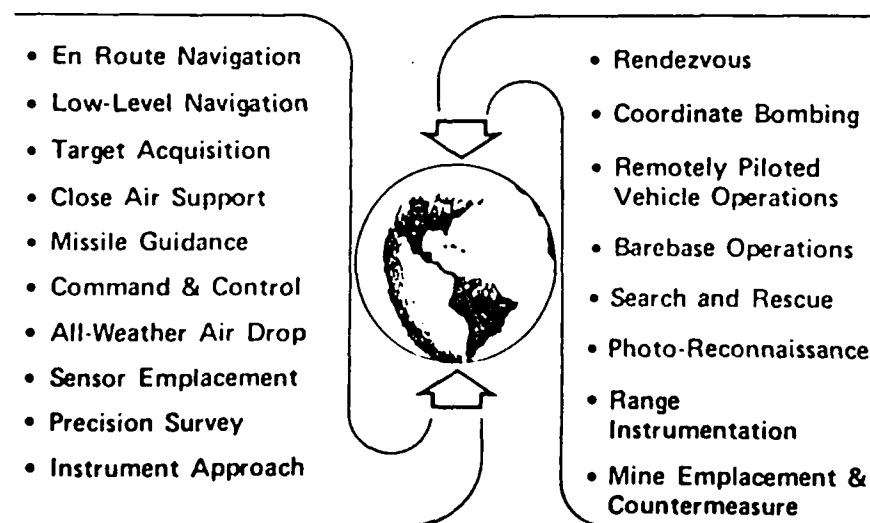 • En Route Navigation
• Low-Level Navigation
• Target Acquisition
• Close Air Support
• Missile Guidance
• Command & Control
• All-Weather Air Drop
• Sensor Emplacement
• Precision Survey
• Instrument Approach
• Rendezvous
• Coordinate Bombing
• Remotely Piloted
Vehicle Operations
• Barebase Operations
• Search and Rescue
• Photo-Reconnaissance
• Range
Instrumentation
• Mine Emplacement &
Countermeasure